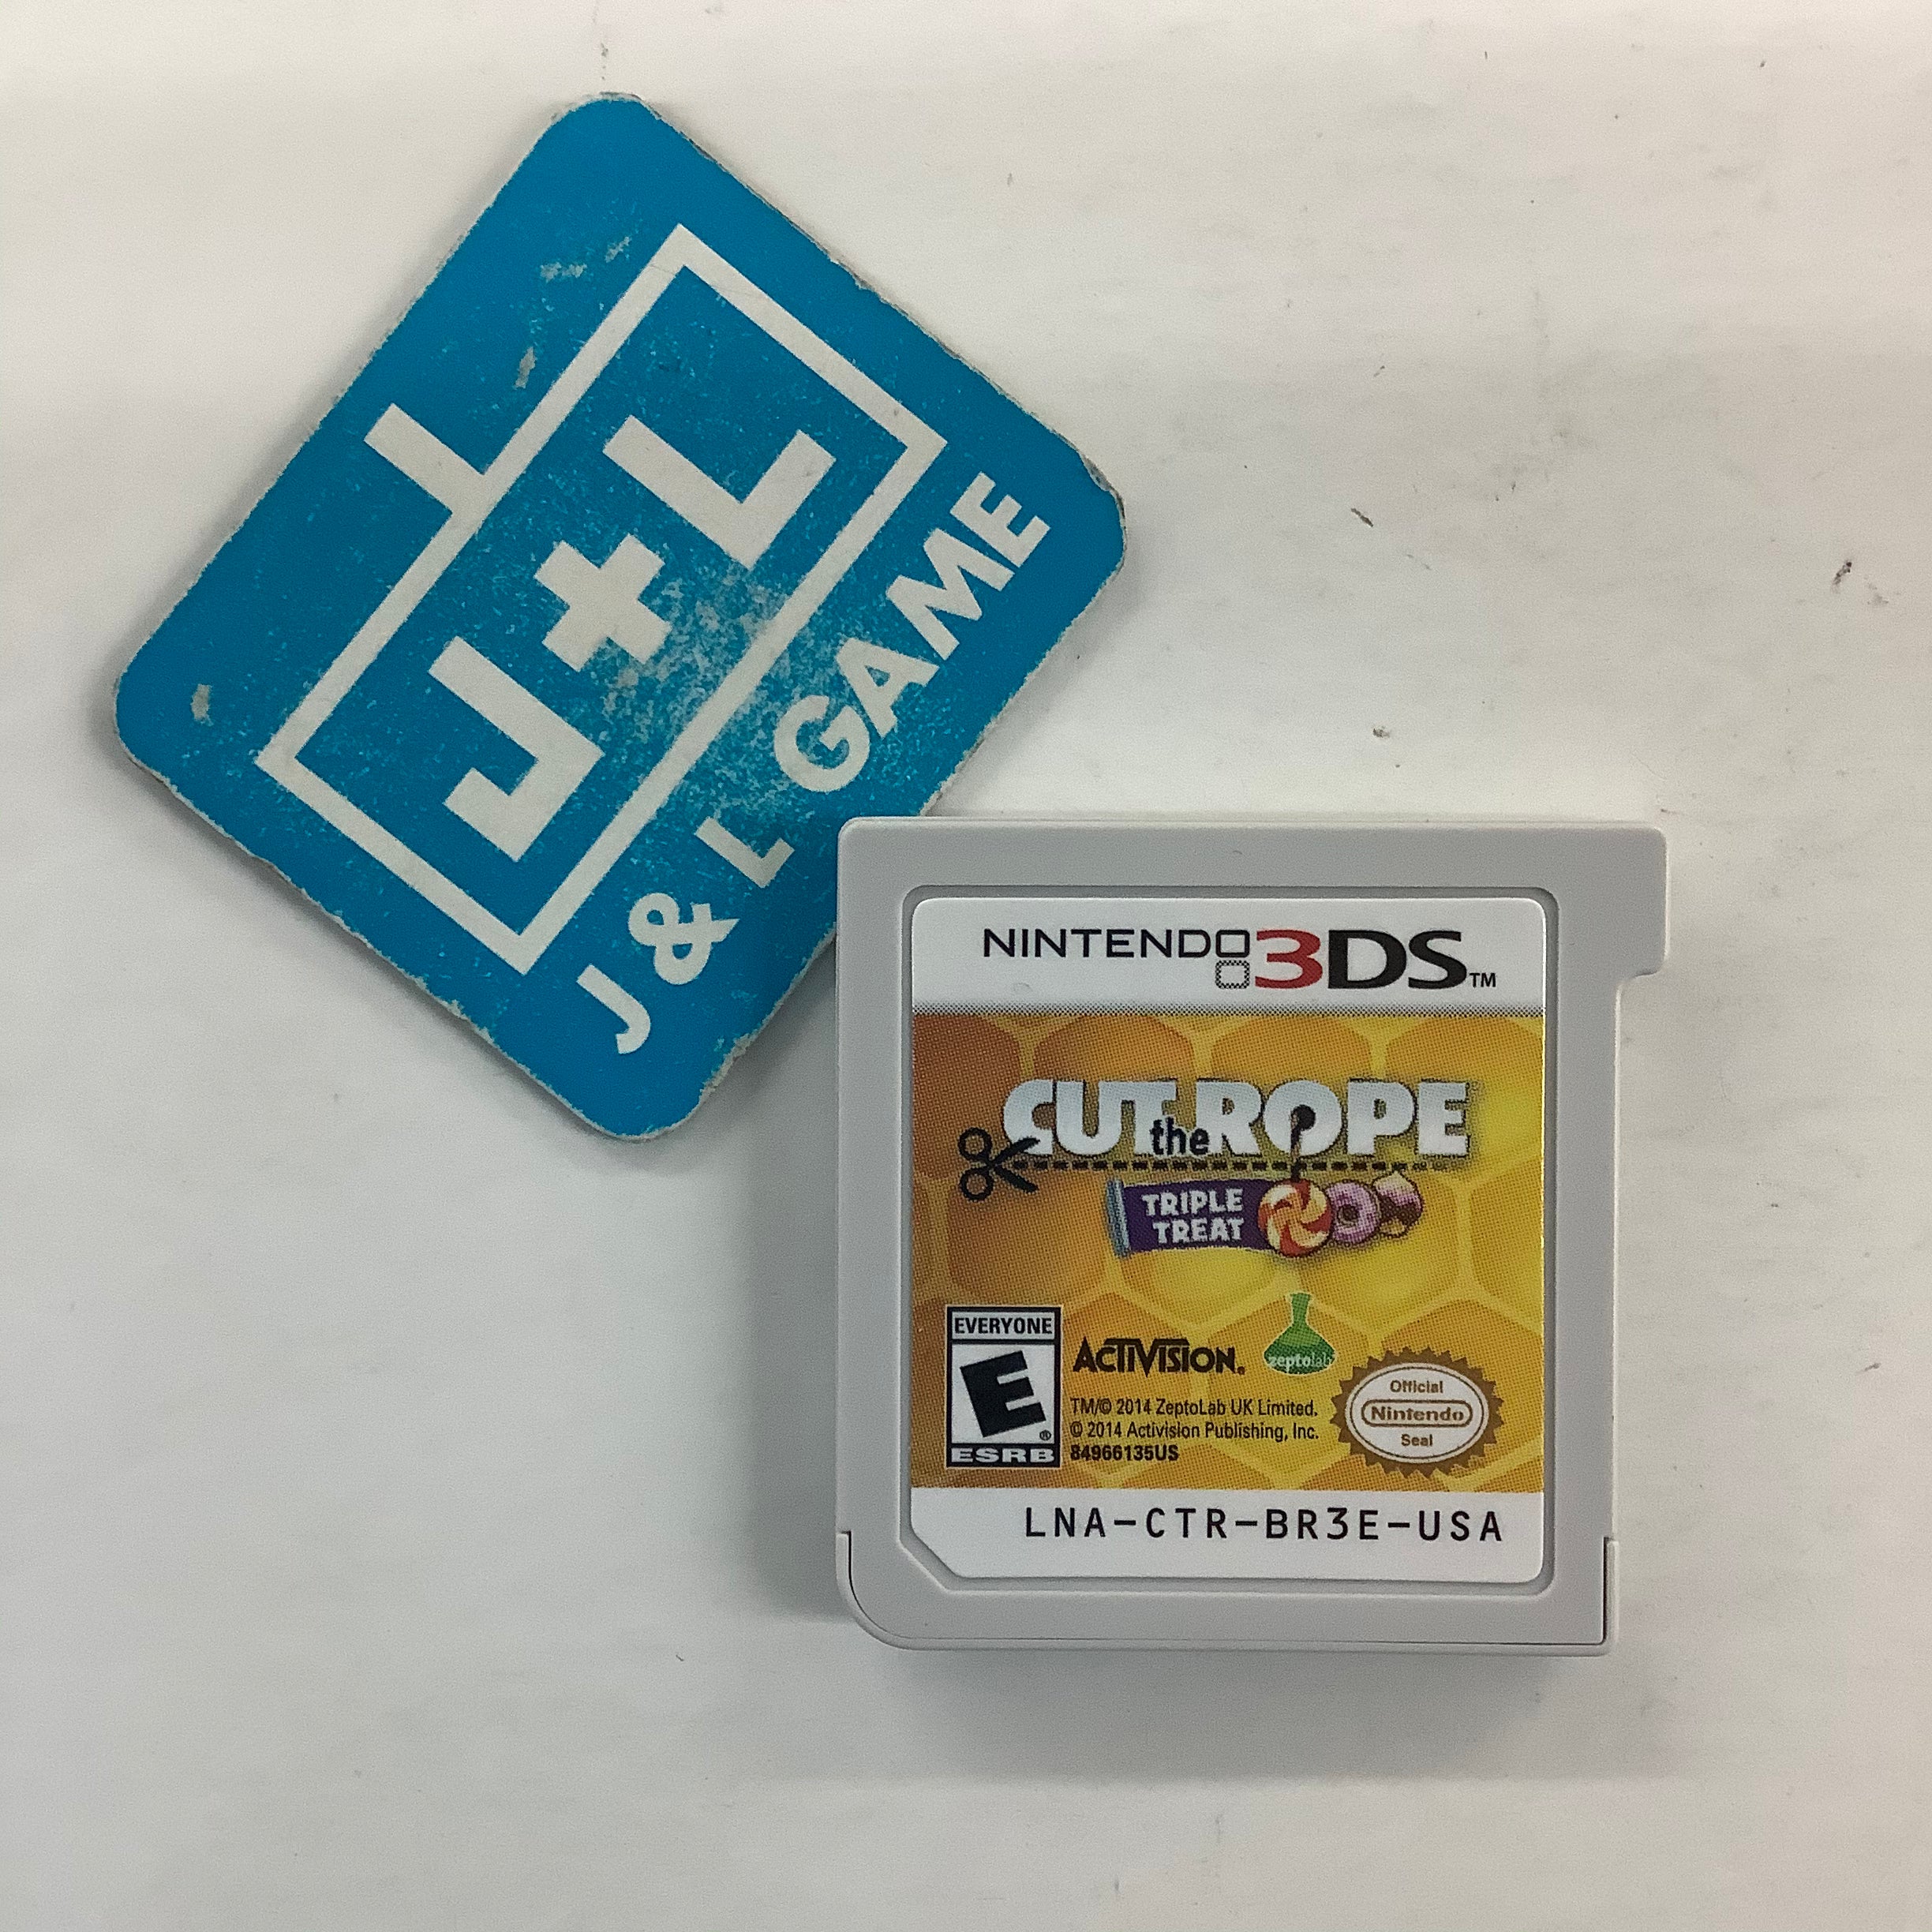 J+L
J & L GAME
NINTENDO 3DS™
CUT the ROPE
TRIPLE
TREAT
EVERYONE
E
ESRB
ACTIVISION.
zeptolab
TM/© 2014 ZeptoLab UK Limited.
© 2014 Activision Publishing, Inc.
84966135US
Official
Nintendo
Seal
LNA-CTR-BR3E-USA